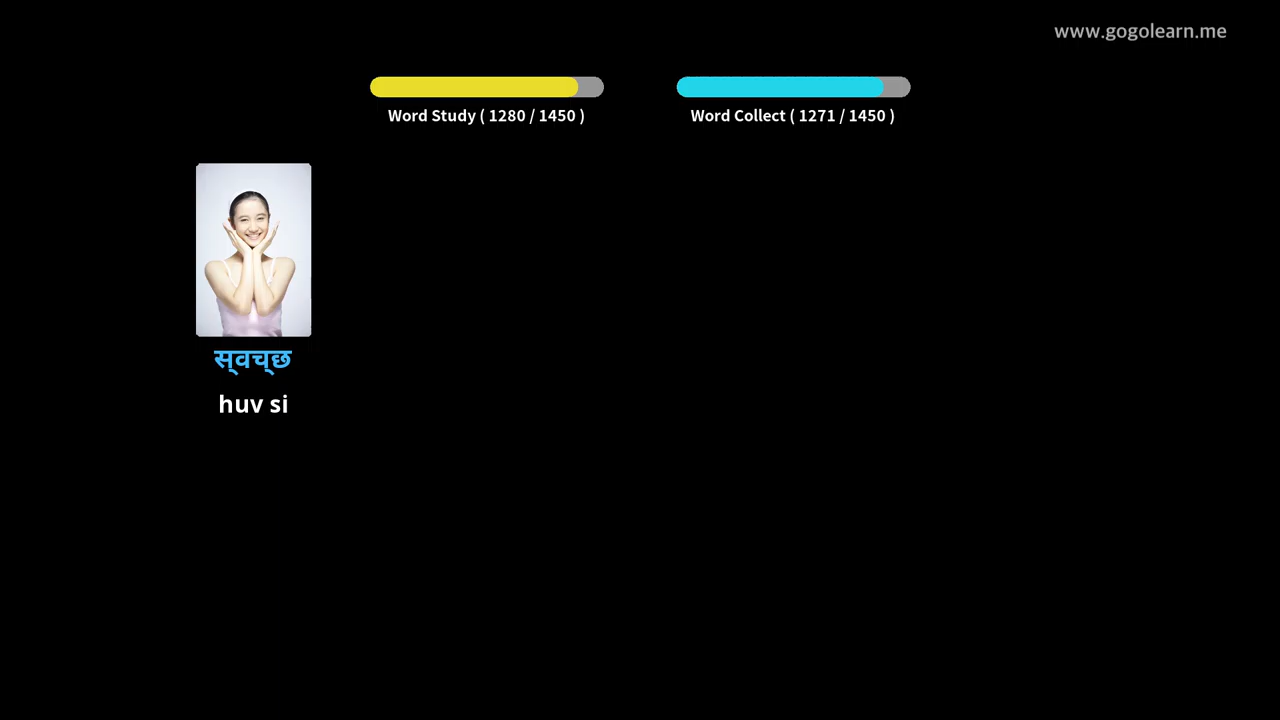 www.gogolearn.me
Word Study ( 1280 / 1450 )
Word Collect ( 1271 / 1450 )
स्‌वच्‌छ
huv si